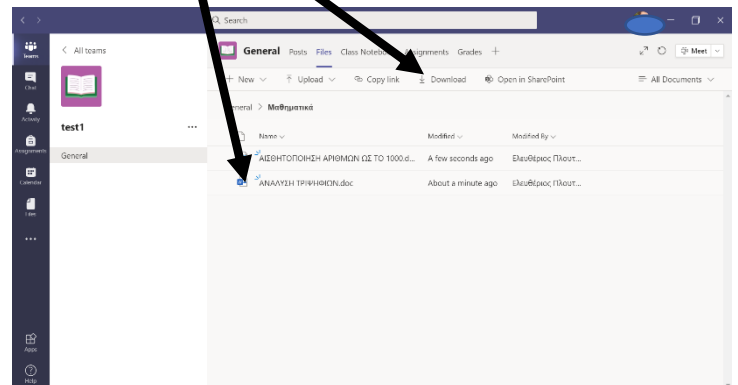 Search
Teams
Chat
Activity
Assignments
Calendar
Files
Apps
Help
All teams
test1
General
General Posts Files Class Notebook Assignments Grades
Meet
New Upload Copy link Download Open in SharePoint All Documents
General > Μαθηματικά
Name Modified Modified By
ΑΙΣΘΗΤΟΠΟΙΗΣΗ ΑΡΙΘΜΩΝ ΩΣ ΤΟ 1000.d... A few seconds ago Ελευθέριος Πλουτ...
ΑΝΑΛΥΣΗ ΤΡΙΨΗΦΙΩΝ.doc About a minute ago Ελευθέριος Πλουτ...